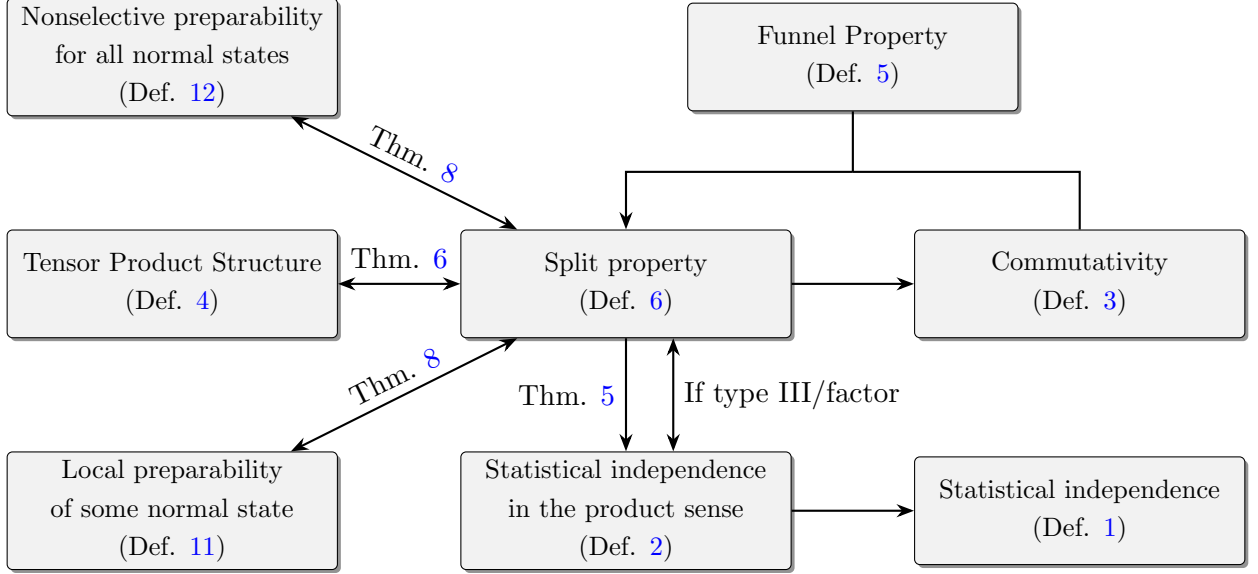 Nonselective preparability
for all normal states
(Def. 12)
Funnel Property
(Def. 5)
Thm. 8
Tensor Product Structure
(Def. 4)
Thm. 6
Split property
(Def. 6)
Commutativity
(Def. 3)
Thm. 8
Thm. 5
If type III/factor
Local preparability
of some normal state
(Def. 11)
Statistical independence
in the product sense
(Def. 2)
Statistical independence
(Def. 1)